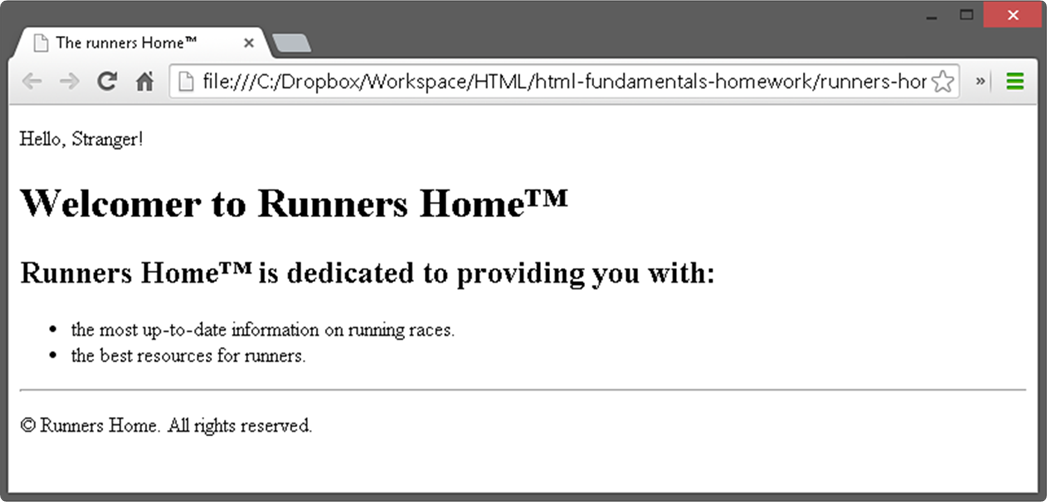 The runners Home™
file:///C:/Dropbox/Workspace/HTML/html-fundamentals-homework/runners-hor
Hello, Stranger!
Welcomer to Runners Home™
Runners Home™ is dedicated to providing you with:
• the most up-to-date information on running races.
• the best resources for runners.
© Runners Home. All rights reserved.